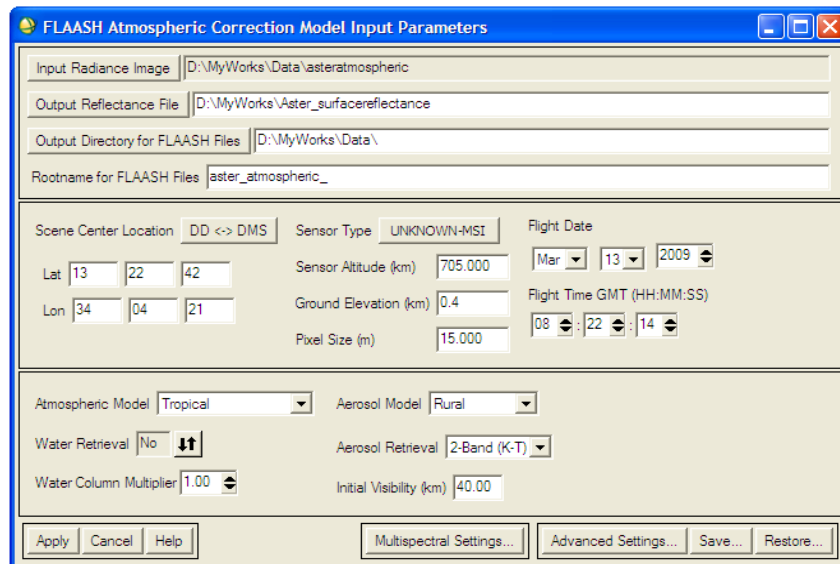 FLAASH Atmospheric Correction Model Input Parameters
Input Radiance Image D:\MyWorks\Data\asteratmospheric
Output Reflectance File D:\MyWorks\Aster_surfacereflectance
Output Directory for FLAASH Files D:\MyWorks\Data\
Rootname for FLAASH Files aster_atmospheric_
Scene Center Location DD <-> DMS
Lat 13 22 42
Lon 34 04 21
Sensor Type UNKNOWN-MSI
Sensor Altitude (km) 705.000
Ground Elevation (km) 0.4
Pixel Size (m) 15.000
Flight Date
Mar 13 2009
Flight Time GMT (HH:MM:SS)
08 : 22 : 14
Atmospheric Model Tropical
Water Retrieval No
Water Column Multiplier 1.00
Aerosol Model Rural
Aerosol Retrieval 2-Band (K-T)
Initial Visibility (km) 40.00
Apply Cancel Help Multispectral Settings... Advanced Settings... Save... Restore...